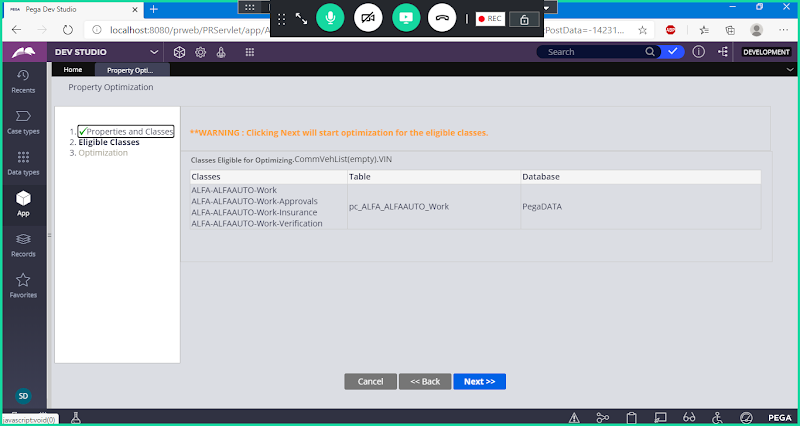 PEGA Pega Dev Studio
localhost:8080/prweb/PRServlet/app/A
PostData=-14231...
REC
DEV STUDIO
Search
DEVELOPMENT
Home
Property Opti...
Recents
Case types
Data types
App
Records
Favorites
SD
Property Optimization
1. Properties and Classes
2. Eligible Classes
3. Optimization
**WARNING : Clicking Next will start optimization for the eligible classes.
Classes Eligible for Optimizing.CommVehList(empty).VIN
Classes Table Database
ALFA-ALFAAUTO-Work
ALFA-ALFAAUTO-Work-Approvals
ALFA-ALFAAUTO-Work-Insurance
ALFA-ALFAAUTO-Work-Verification
pc_ALFA_ALFAAUTO_Work
PegaDATA
Cancel
<< Back
Next >>
javascript:void(0)
PEGA